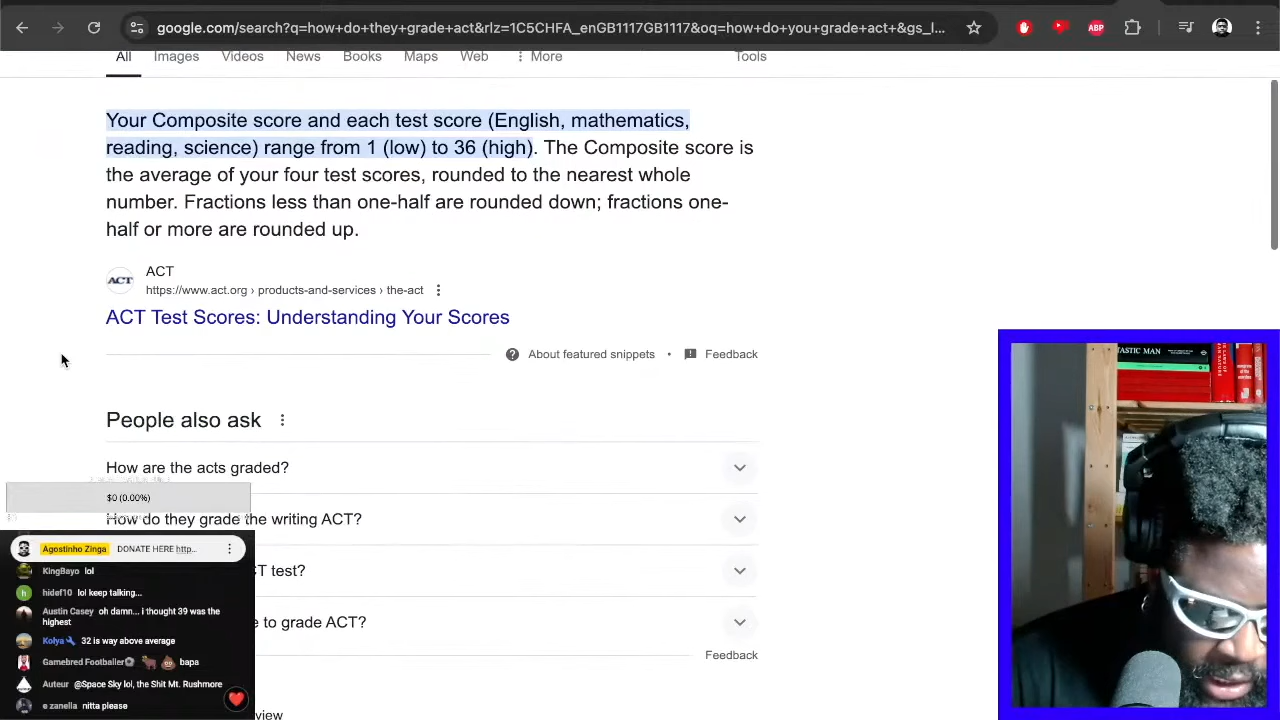 google.com/search?q=how+do+they+grade+act&rlz=1C5CHFA_enGB1117GB1117&oq=how+do+you+grade+act+&gs_l...
ABP
All Images Videos News Books Maps Web More Tools
Your Composite score and each test score (English, mathematics,
reading, science) range from 1 (low) to 36 (high). The Composite score is
the average of your four test scores, rounded to the nearest whole
number. Fractions less than one-half are rounded down; fractions one-
half or more are rounded up.
ACT
ACT
https://www.act.org › products-and-services › the-act
ACT Test Scores: Understanding Your Scores
About featured snippets • Feedback
People also ask
How are the acts graded?
How do they grade the writing ACT?
CT test?
e to grade ACT?
Feedback
view
$0 (0.00%)
Agostinho Zinga DONATE HERE http...
KingBayo lol
h hidef10 lol keep talking...
Austin Casey oh damn... i thought 39 was the
highest
Kolya 32 is way above average
Gamebred Footballer bapa
Auteur @Space Sky lol, the Shit Mt. Rushmore
e zanella nitta please
TASTIC MAN